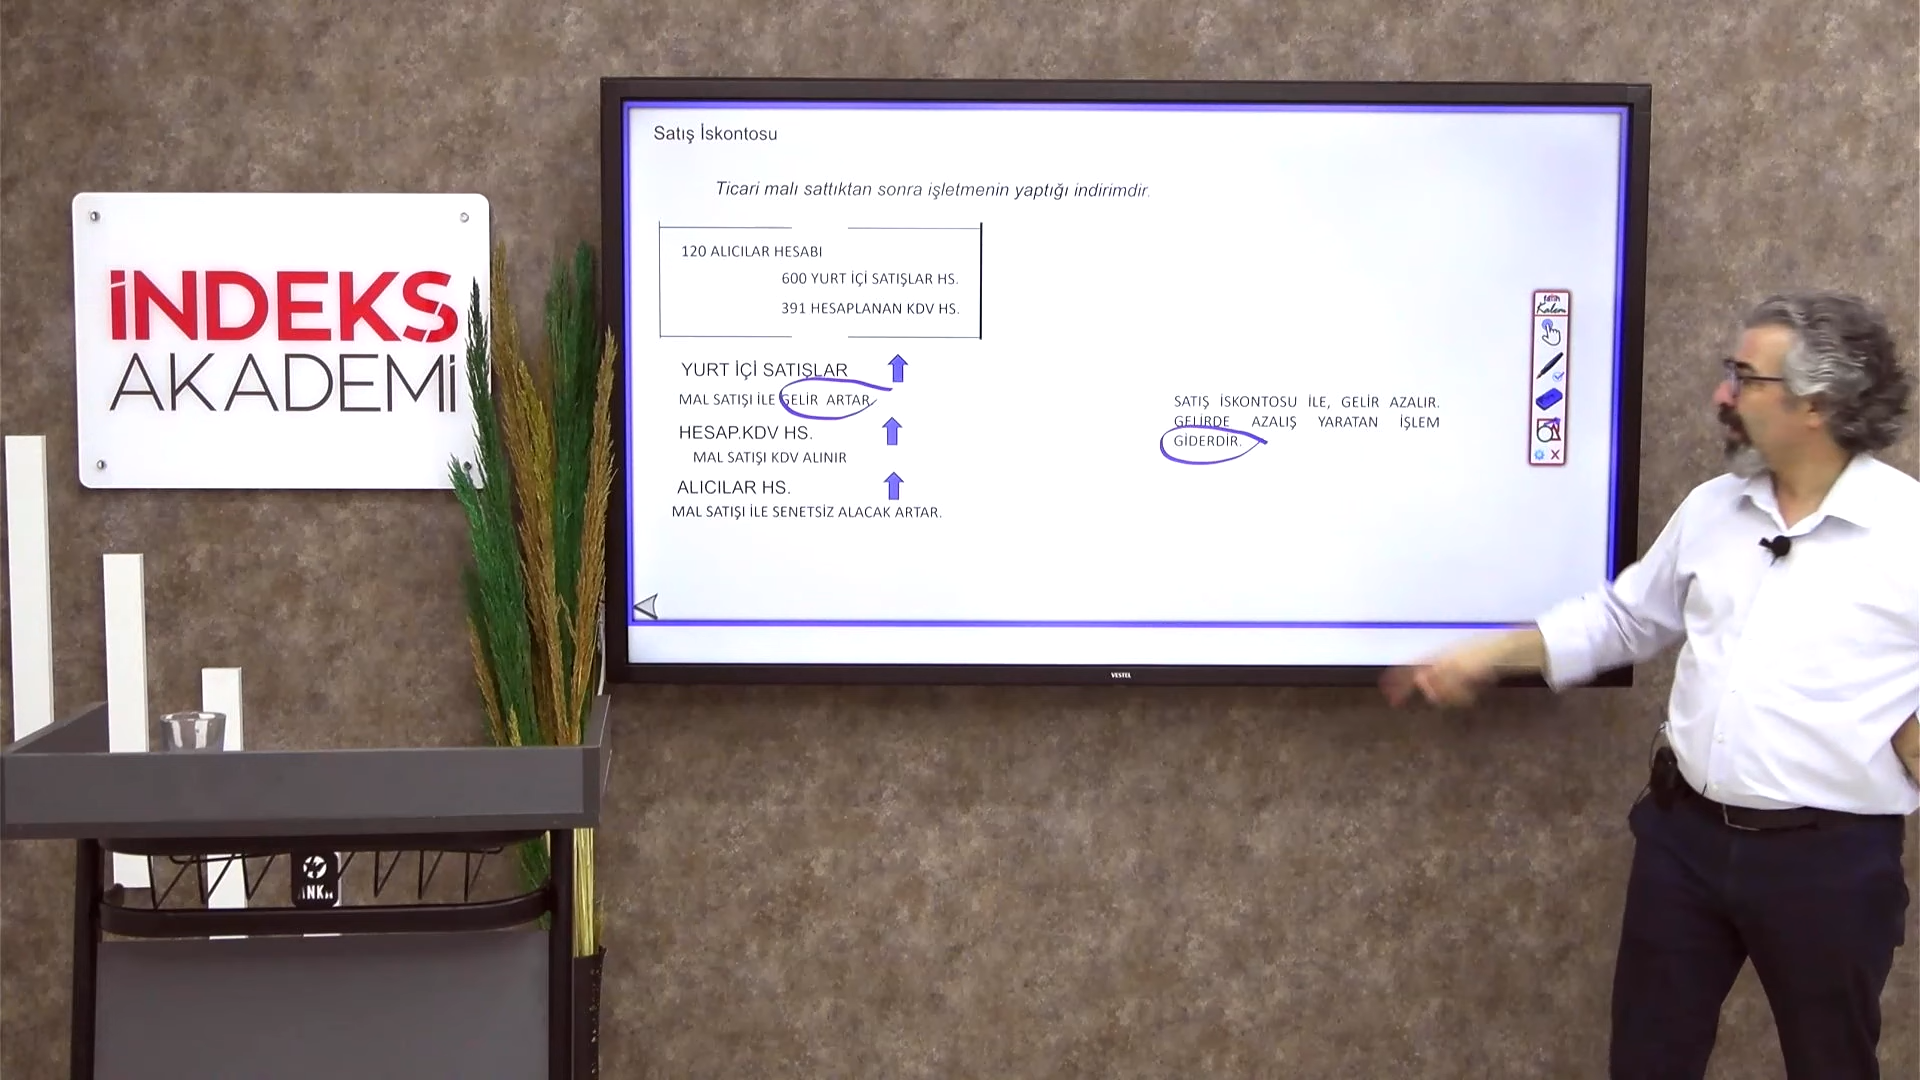 İNDEKS
AKADEMİ
Satış İskontosu
Ticari malı sattıktan sonra işletmenin yaptığı indirimdir.
120 ALICILAR HESABI
600 YURT İÇİ SATIŞLAR HS.
391 HESAPLANAN KDV HS.
YURT İÇİ SATIŞLAR
MAL SATIŞI İLE GELİR ARTAR
HESAP.KDV HS.
MAL SATIŞI KDV ALINIR
ALICILAR HS.
MAL SATIŞI İLE SENETSİZ ALACAK ARTAR.
SATIŞ İSKONTOSU İLE, GELİR AZALIR.
GELİRDE AZALIŞ YARATAN İŞLEM
GİDERDİR.
fatih
Kalem
VESTEL